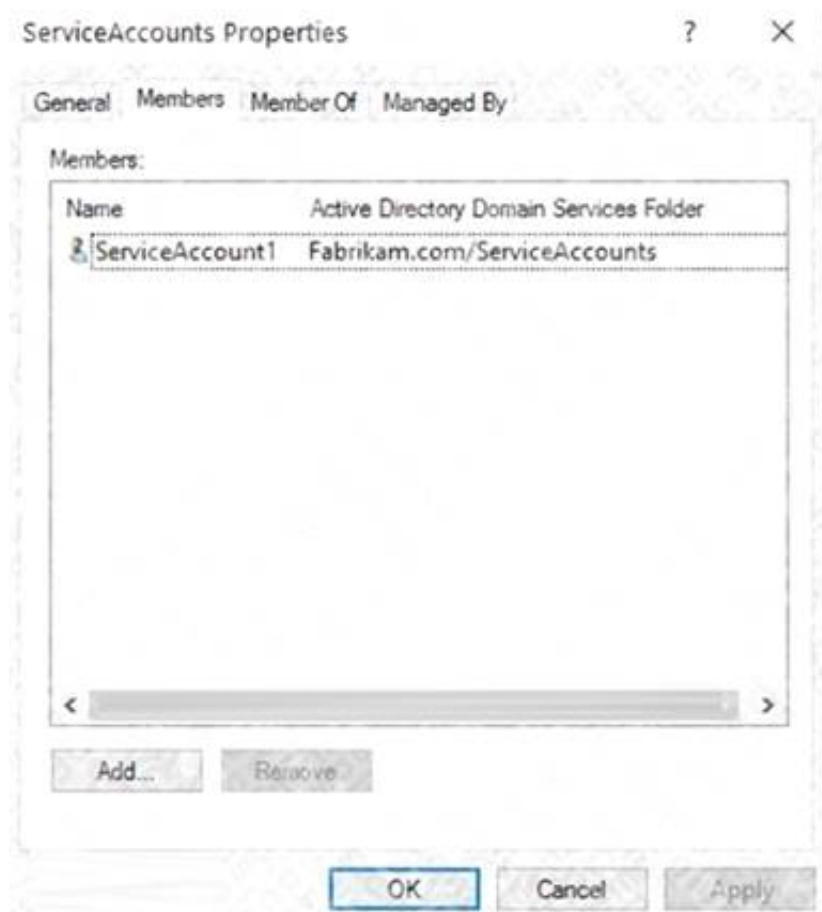 ServiceAccounts Properties ? ×
General Members Member Of Managed By
Members:
Name Active Directory Domain Services Folder
ServiceAccount1 Fabrikam.com/ServiceAccounts
Add... Remove
OK Cancel Apply